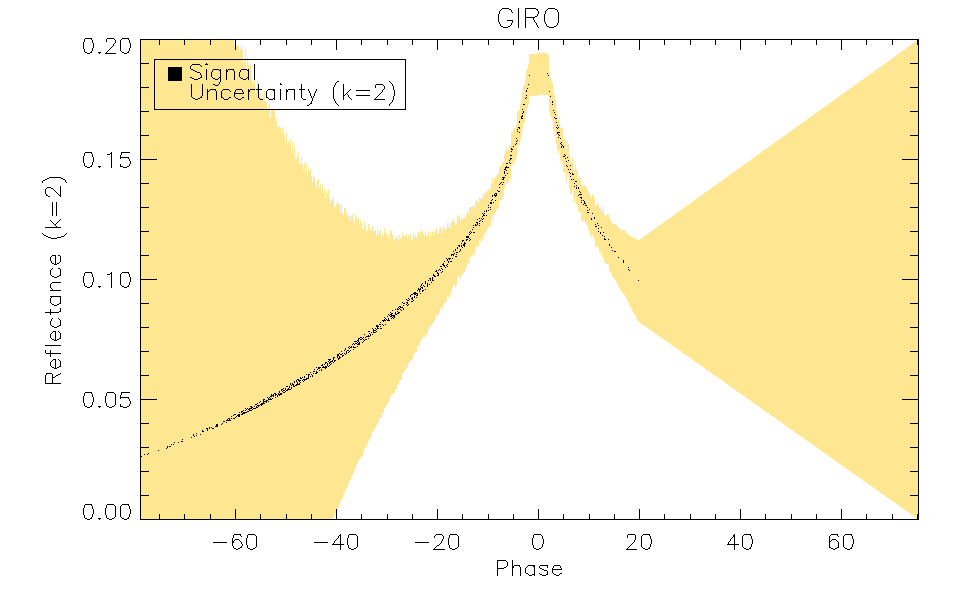 GIRO
Signal
Uncertainty (k=2)
Reflectance (k=2)
0.20
0.15
0.10
0.05
0.00
−60 −40 −20 0 20 40 60
Phase